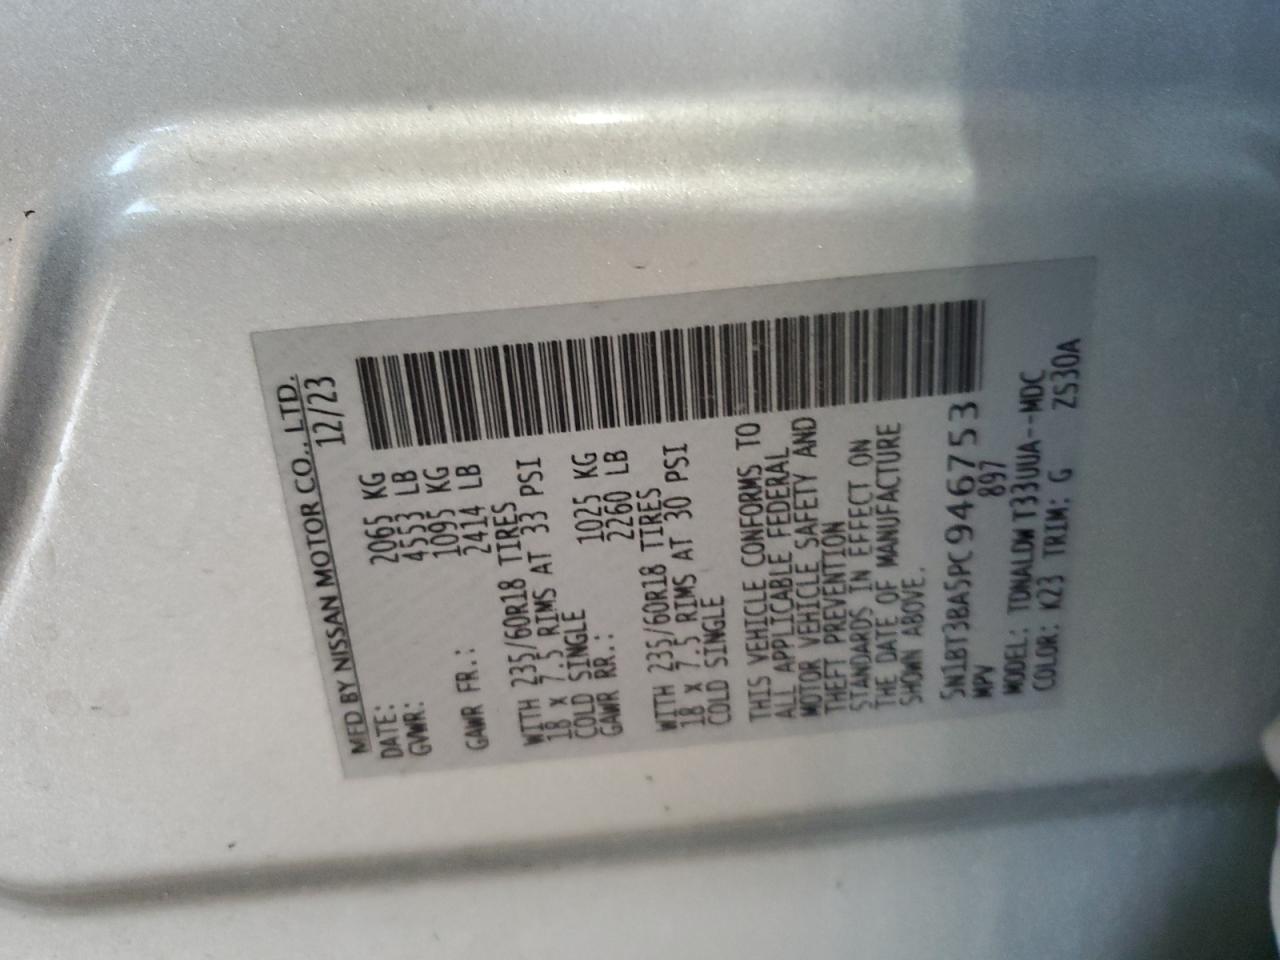 MFD BY NISSAN MOTOR CO., LTD.
DATE: 12/23
GVWR: 2065 KG
4553 LB
GAWR FR.: 1095 KG
2414 LB
WITH 235/60R18 TIRES
18 X 7.5 RIMS AT 33 PSI
COLD SINGLE
GAWR RR.: 1025 KG
2260 LB
WITH 235/60R18 TIRES
18 X 7.5 RIMS AT 30 PSI
COLD SINGLE
THIS VEHICLE CONFORMS TO
ALL APPLICABLE FEDERAL
MOTOR VEHICLE SAFETY AND
THEFT PREVENTION
STANDARDS IN EFFECT ON
THE DATE OF MANUFACTURE
SHOWN ABOVE.
5N1BT3BA5PC946753
MPV 897
MODEL: TDNALDWT33UUA--MDC
COLOR: K23 TRIM: G ZS30A